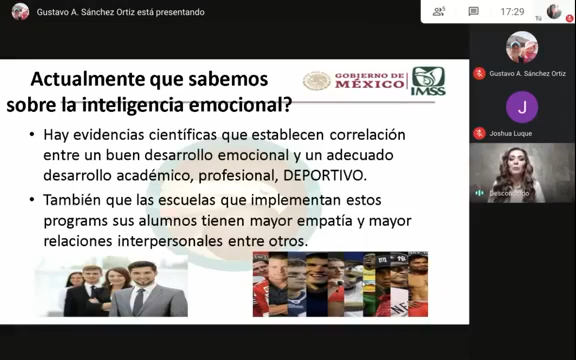 Gustavo A. Sánchez Ortiz está presentando
17:29
Tú
Actualmente que sabemos
sobre la inteligencia emocional?
GOBIERNO DE
MÉXICO
IMSS
• Hay evidencias científicas que establecen correlación
entre un buen desarrollo emocional y un adecuado
desarrollo académico, profesional, DEPORTIVO.
• También que las escuelas que implementan estos
programs sus alumnos tienen mayor empatía y mayor
relaciones interpersonales entre otros.
Gustavo A. Sánchez Ortiz
J
Joshua Luque
Desconocido